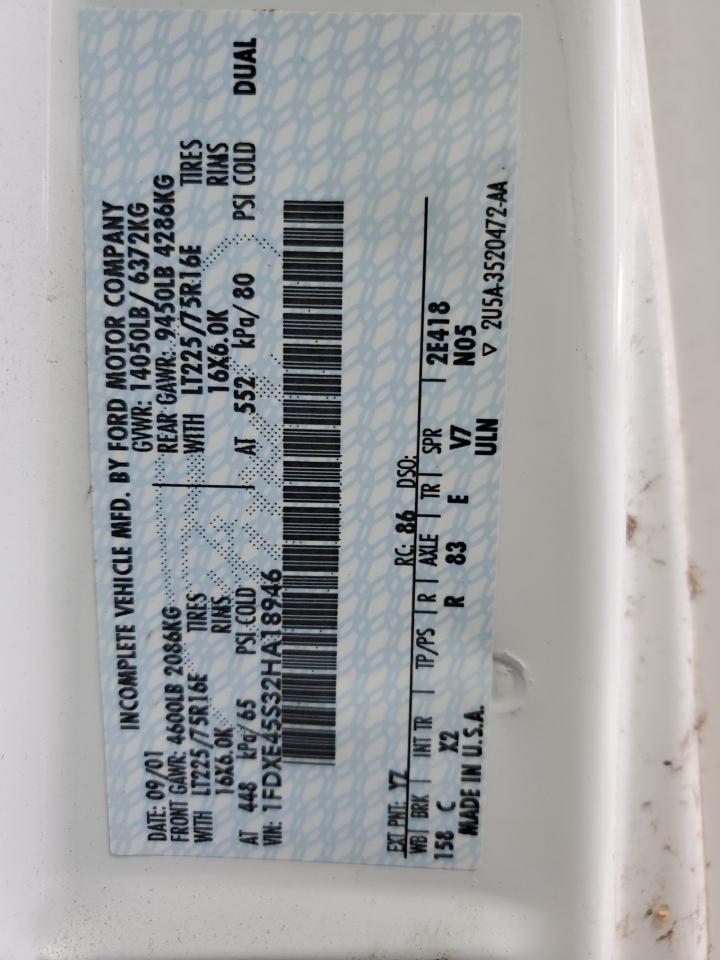 INCOMPLETE VEHICLE MFD. BY FORD MOTOR COMPANY
DATE: 09/01 GVWR: 14050LB/ 6372KG
FRONT GAWR: 4600LB 2086KG REAR GAWR: 9450LB 4286KG
WITH LT225/75R16E TIRES WITH LT225/75R16E TIRES
16X6.0K RIMS 16X6.0K RIMS
AT 448 kPa/ 65 PSI COLD AT 552 kPa/ 80 PSI COLD DUAL
VIN: 1FDXE45S32HA18946
EXT PNT: YZ RC: 86 DSO:
WB BRK INT TR TP/PS R AXLE TR SPR 2E418
158 C X2 R 83 E V7 N05
MADE IN U.S.A. ULN ▽ 2U5A-3520472-AA